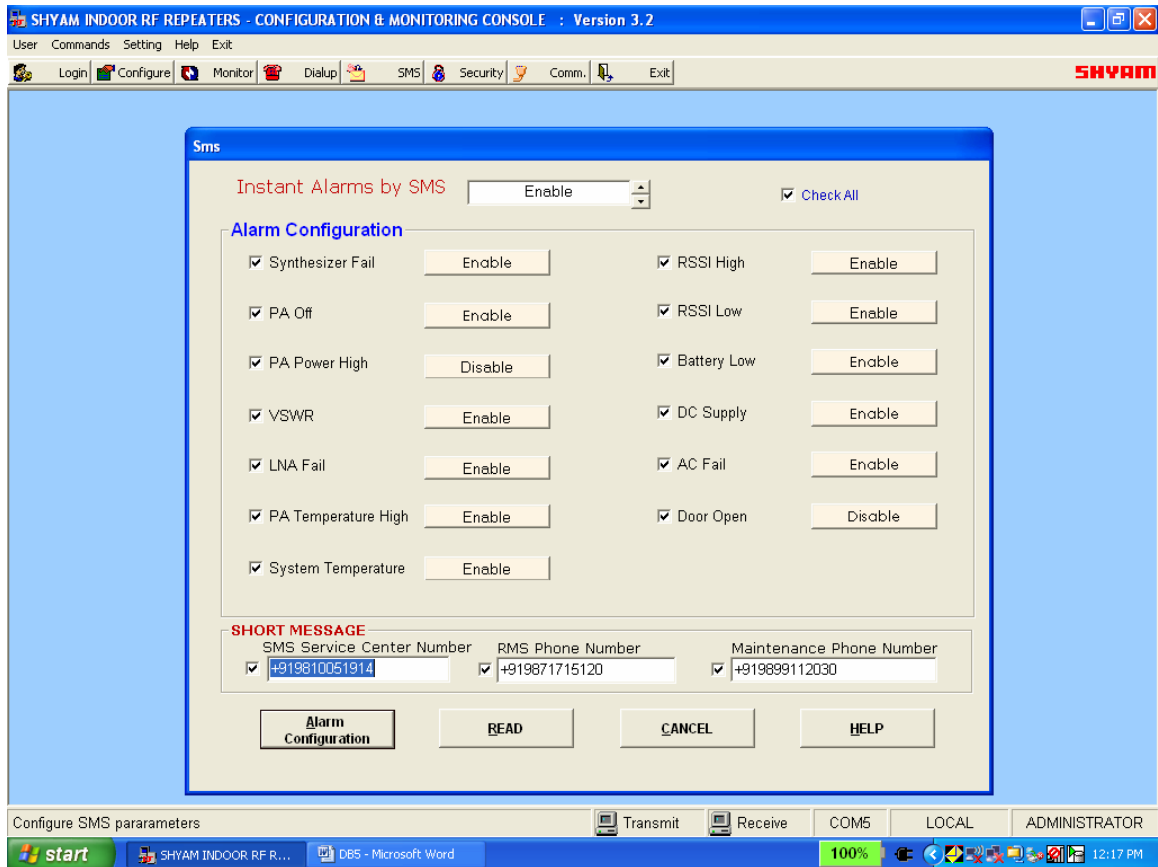 SHYAM INDOOR RF REPEATERS - CONFIGURATION & MONITORING CONSOLE : Version 3.2
User Commands Setting Help Exit
Login Configure Monitor Dialup SMS Security Comm. Exit SHYAM
Sms
Instant Alarms by SMS Enable Check All
Alarm Configuration
Synthesizer Fail Enable RSSI High Enable
PA Off Enable RSSI Low Enable
PA Power High Disable Battery Low Enable
VSWR Enable DC Supply Enable
LNA Fail Enable AC Fail Enable
PA Temperature High Enable Door Open Disable
System Temperature Enable
SHORT MESSAGE
SMS Service Center Number RMS Phone Number Maintenance Phone Number
+919810051914 +919871715120 +919899112030
Alarm Configuration READ CANCEL HELP
Configure SMS pararameters Transmit Receive COM5 LOCAL ADMINISTRATOR
start SHYAM INDOOR RF R... DB5 - Microsoft Word 100% 12:17 PM